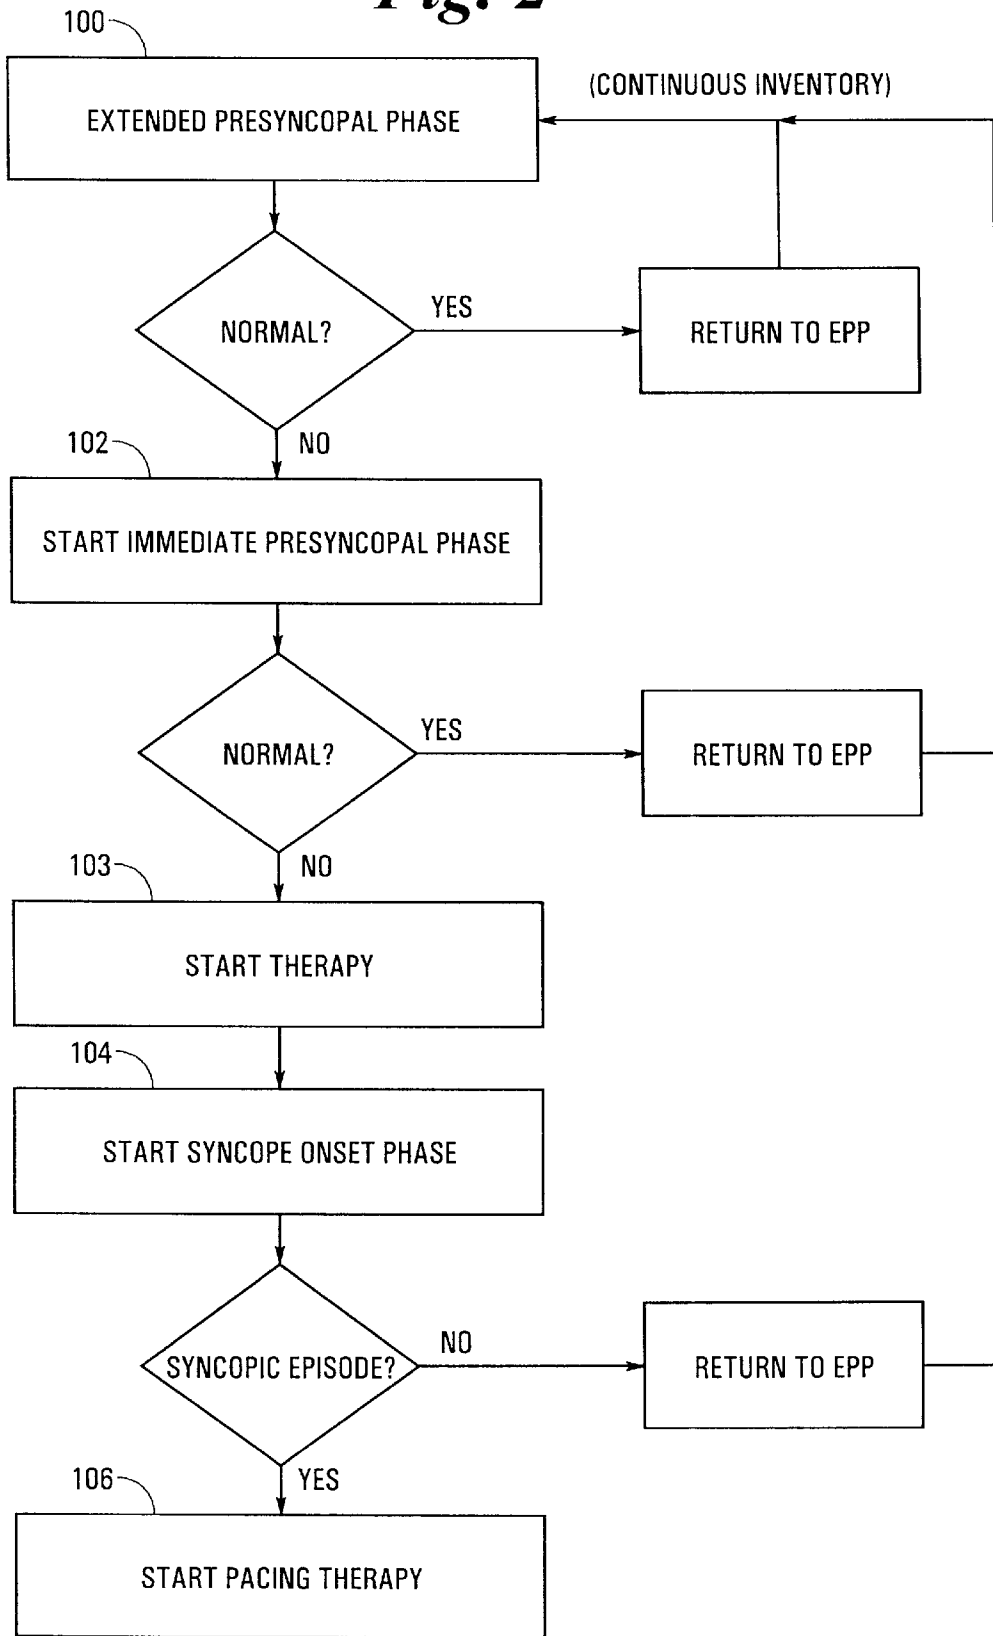 Fig. 2
100
(CONTINUOUS INVENTORY)
EXTENDED PRESYNCOPAL PHASE
YES
NORMAL?
RETURN TO EPP
NO
102
START IMMEDIATE PRESYNCOPAL PHASE
YES
NORMAL?
RETURN TO EPP
NO
103
START THERAPY
104
START SYNCOPE ONSET PHASE
NO
SYNCOPIC EPISODE?
RETURN TO EPP
YES
106
START PACING THERAPY